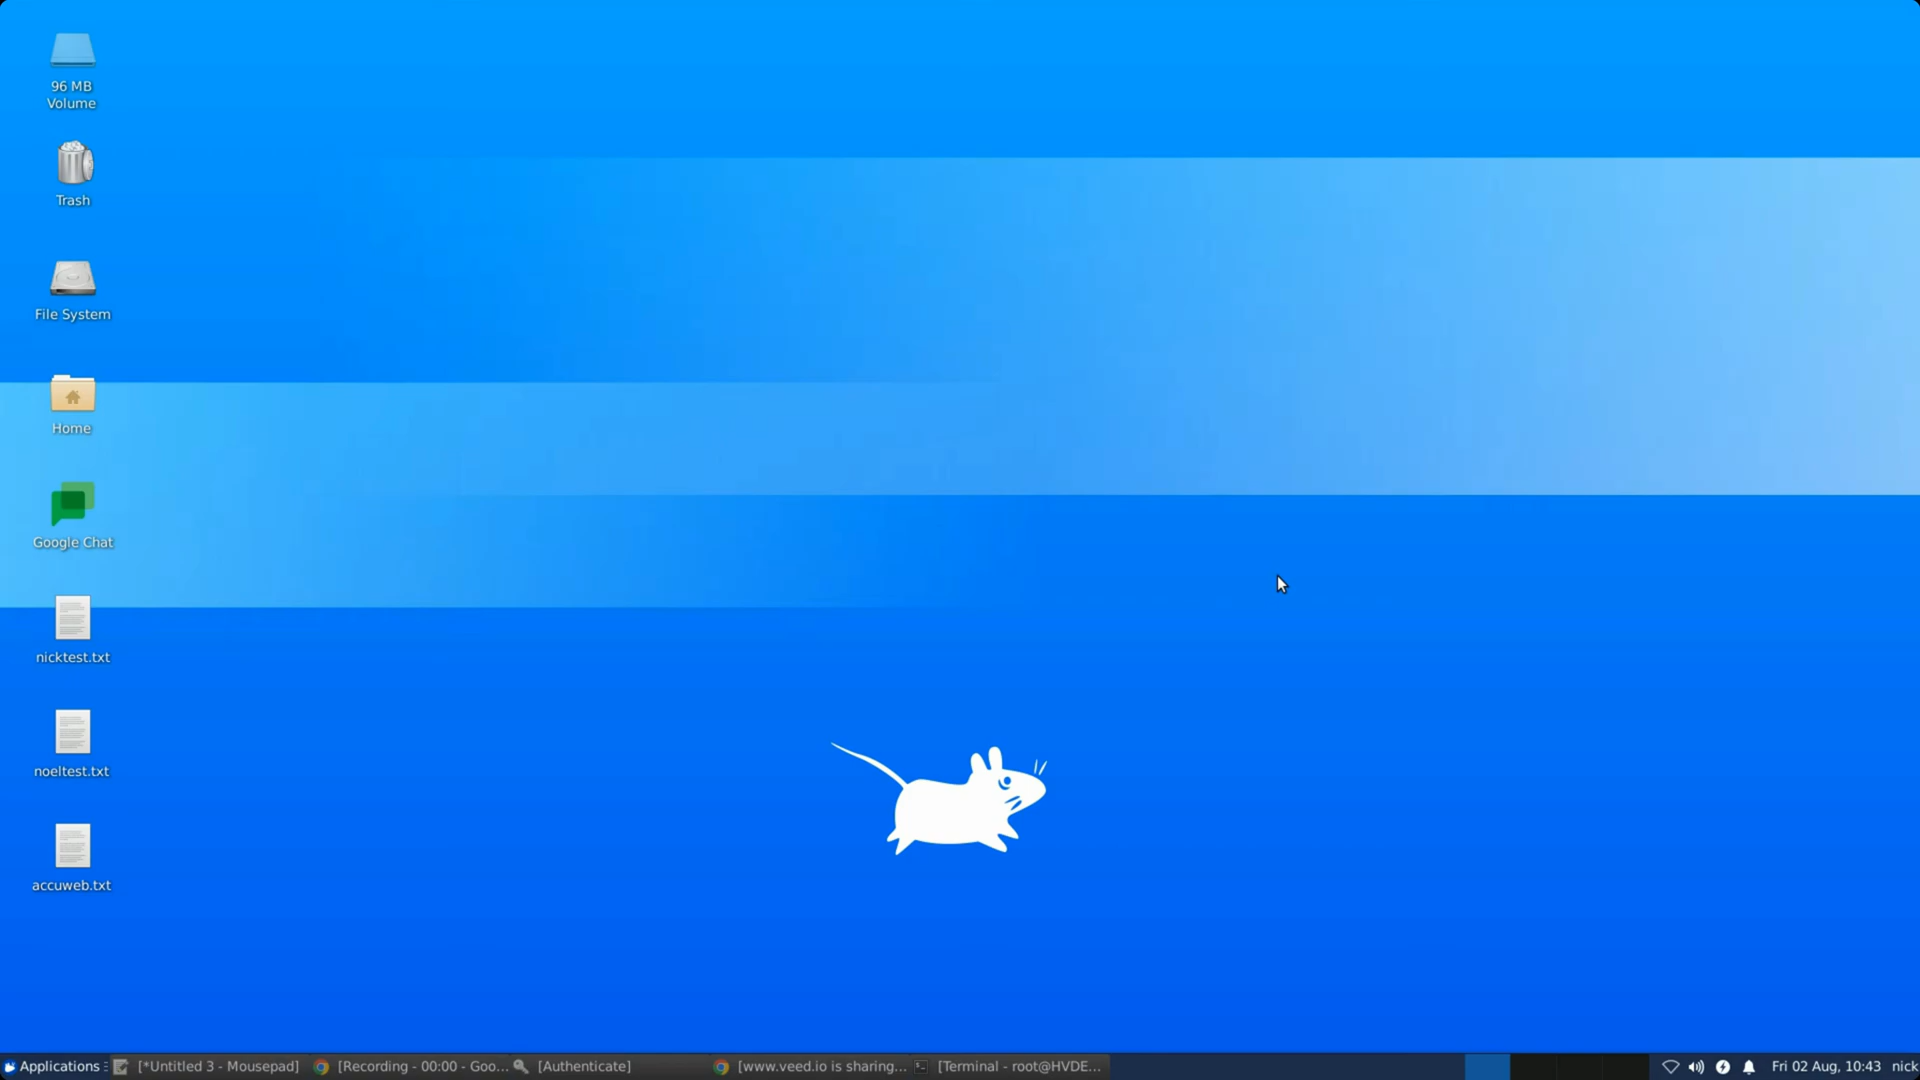 96 MB
Volume
Trash
File System
Home
Google Chat
nicktest.txt
noeltest.txt
accuweb.txt
Applications
[*Untitled 3 - Mousepad]
[Recording - 00:00 - Goo...
[Authenticate]
[www.veed.io is sharing...
[Terminal - root@HVDE...
Fri 02 Aug, 10:43
nick